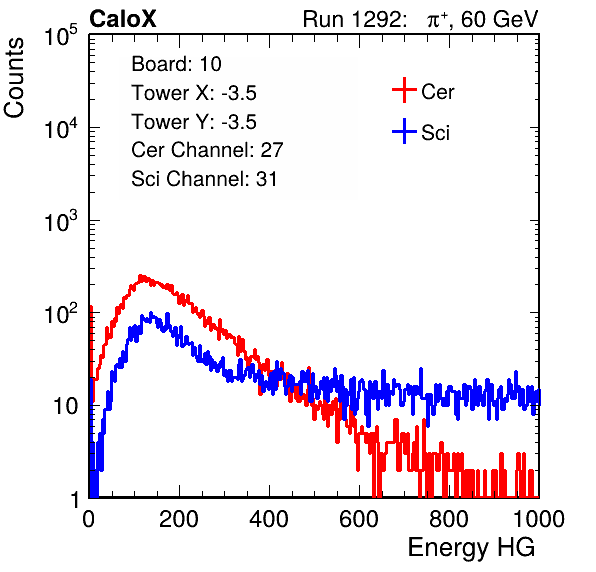 CaloX Run 1292: π⁺, 60 GeV
Counts
Board: 10
Tower X: -3.5
Tower Y: -3.5
Cer Channel: 27
Sci Channel: 31
Cer
Sci
10⁵
10⁴
10³
10²
10
1
0 200 400 600 800 1000
Energy HG